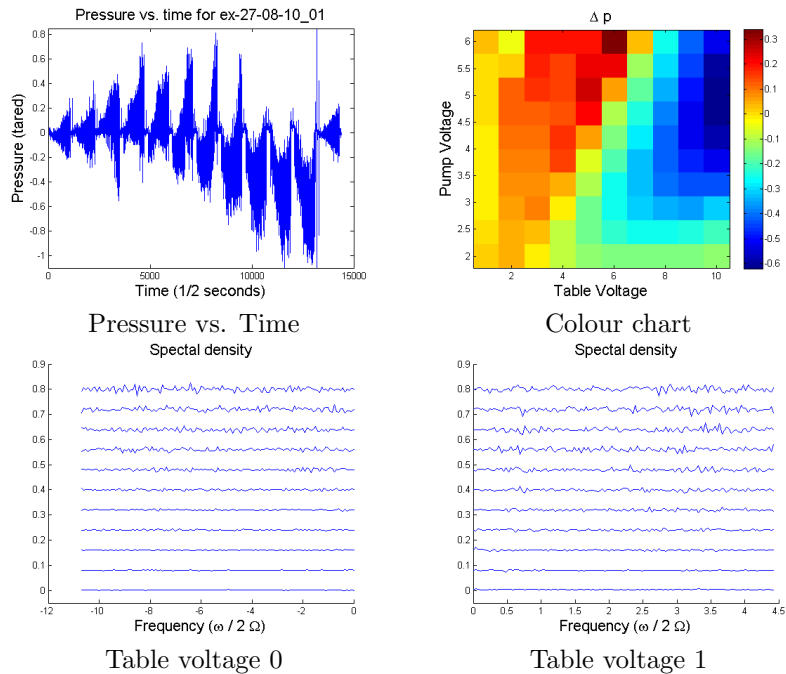 Pressure vs. time for ex-27-08-10_01
Pressure (tared)
0.8
0.6
0.4
0.2
0
-0.2
-0.4
-0.6
-0.8
-1
0 5000 10000 15000
Time (1/2 seconds)
Pressure vs. Time
Δ p
Pump Voltage
6
5.5
5
4.5
4
3.5
3
2.5
2
2 4 6 8 10
Table Voltage
0.3
0.2
0.1
0
-0.1
-0.2
-0.3
-0.4
-0.5
-0.6
Colour chart
Spectal density
0.9
0.8
0.7
0.6
0.5
0.4
0.3
0.2
0.1
0
-12 -10 -8 -6 -4 -2 0
Frequency (ω / 2 Ω)
Table voltage 0
Spectal density
0.9
0.8
0.7
0.6
0.5
0.4
0.3
0.2
0.1
0
0 0.5 1 1.5 2 2.5 3 3.5 4 4.5
Frequency (ω / 2 Ω)
Table voltage 1